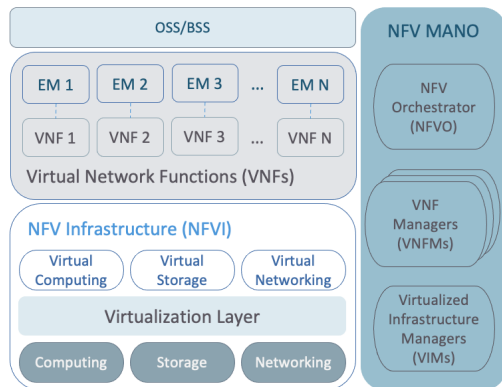 OSS/BSS
EM 1
EM 2
EM 3
...
EM N
VNF 1
VNF 2
VNF 3
...
VNF N
Virtual Network Functions (VNFs)
NFV Infrastructure (NFVI)
Virtual
Computing
Virtual
Storage
Virtual
Networking
Virtualization Layer
Computing
Storage
Networking
NFV MANO
NFV
Orchestrator
(NFVO)
VNF
Managers
(VNFMs)
Virtualized
Infrastructure
Managers
(VIMs)